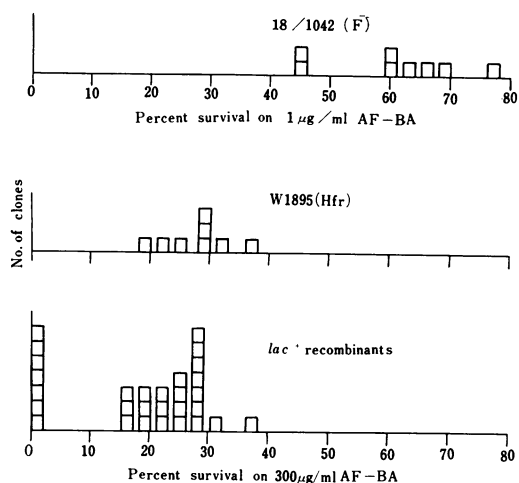 18/1042 (F⁻)
0 10 20 30 40 50 60 70 80
Percent survival on 1 μg/ml AF-BA
No. of clones
W1895(Hfr)
lac⁺ recombinants
0 10 20 30 40 50 60 70 80
Percent survival on 300μg/ml AF-BA